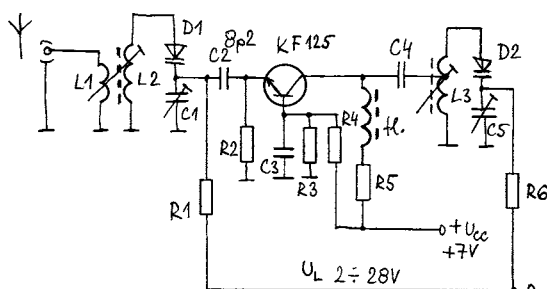 D1
8p2
KF125
C2
C4
D2
L1
L2
L3
C1
C5
R2
C3
R3
R4
tl.
R1
R5
R6
+Ucc
+7V
UL 2÷28V